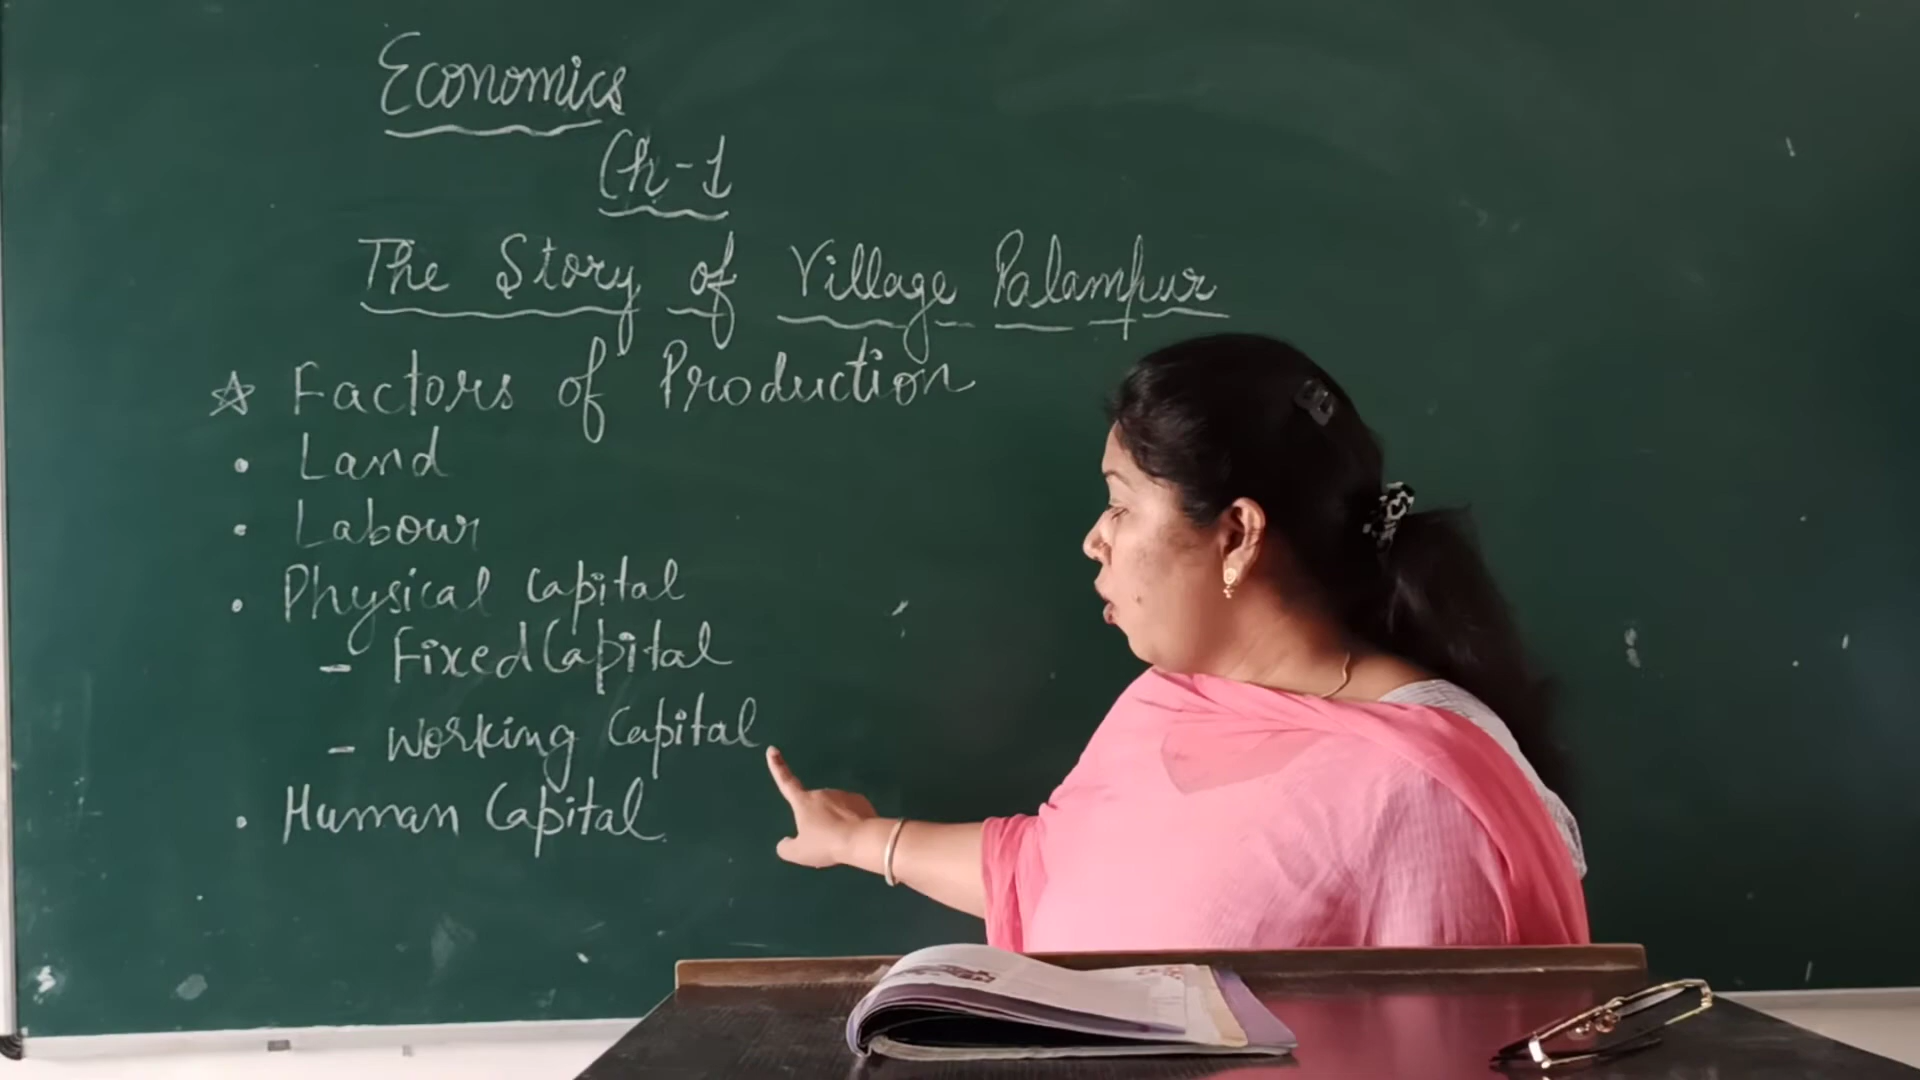 Economics
Ch-1
The Story of Village Palampur
☆ Factors of Production
• Land
• Labour
• Physical Capital
- Fixed Capital
- Working Capital
• Human Capital